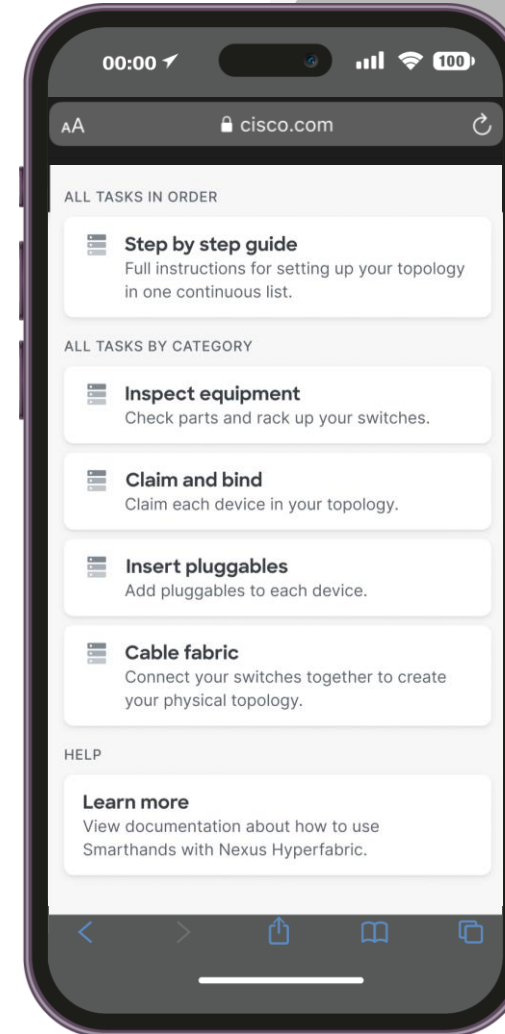 00:00
100
AA
cisco.com
ALL TASKS IN ORDER
Step by step guide
Full instructions for setting up your topology
in one continuous list.
ALL TASKS BY CATEGORY
Inspect equipment
Check parts and rack up your switches.
Claim and bind
Claim each device in your topology.
Insert pluggables
Add pluggables to each device.
Cable fabric
Connect your switches together to create
your physical topology.
HELP
Learn more
View documentation about how to use
Smarthands with Nexus Hyperfabric.